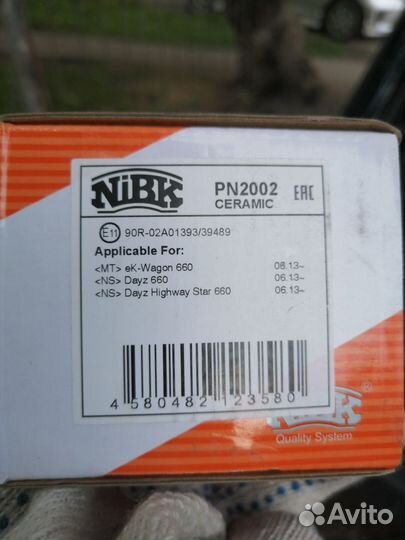 NiBK PN2002 EAC
CERAMIC
E11 90R-02A01393/39489
Applicable For:
<MT> eK-Wagon 660 06.13~
<NS> Dayz 660 06.13~
<NS> Dayz Highway Star 660 06.13~
4 580482 123580
NiBK ®
Quality System
Avito